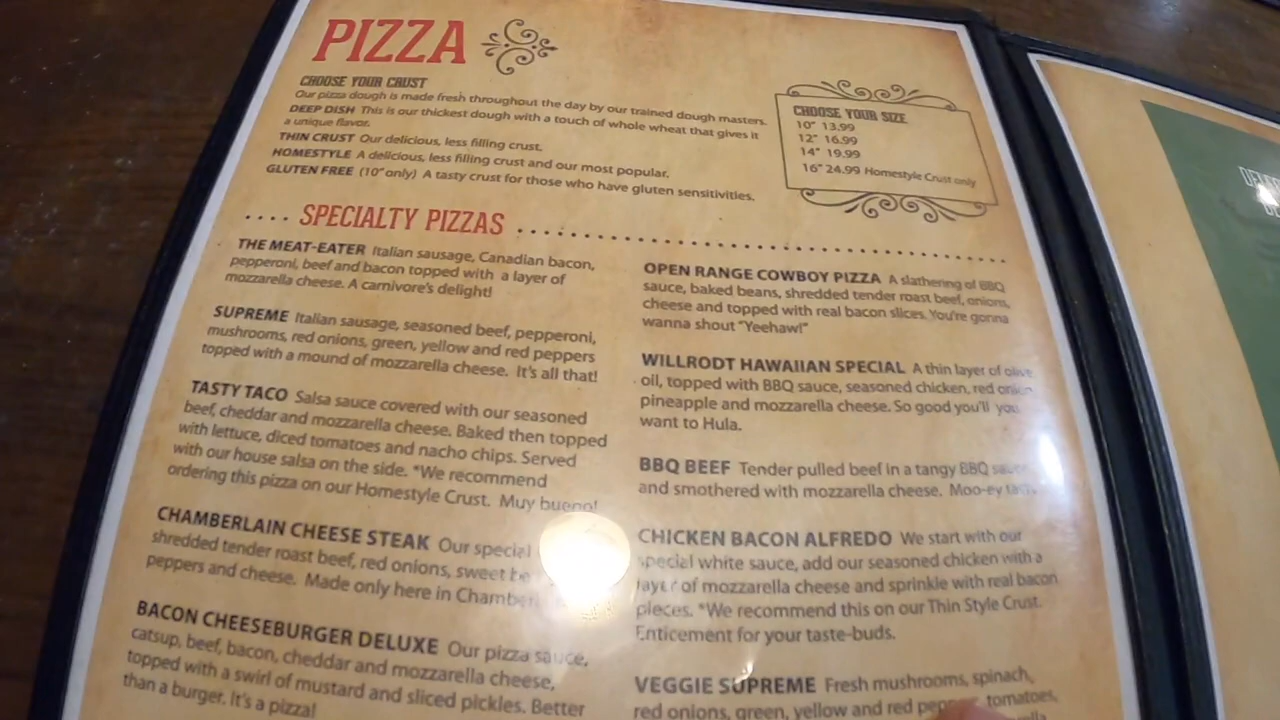 PIZZA
CHOOSE YOUR CRUST
Our pizza dough is made fresh throughout the day by our trained dough masters.
DEEP DISH This is our thickest dough with a touch of whole wheat that gives it
a unique flavor.
THIN CRUST Our delicious, less filling crust.
HOMESTYLE A delicious, less filling crust and our most popular.
GLUTEN FREE (10" only) A tasty crust for those who have gluten sensitivities.
CHOOSE YOUR SIZE
10" 13.99
12" 16.99
14" 19.99
16" 24.99 Homestyle Crust only
.... SPECIALTY PIZZAS
THE MEAT-EATER Italian sausage, Canadian bacon,
pepperoni, beef and bacon topped with a layer of
mozzarella cheese. A carnivore's delight!
SUPREME Italian sausage, seasoned beef, pepperoni,
mushrooms, red onions, green, yellow and red peppers
topped with a mound of mozzarella cheese. It's all that!
TASTY TACO Salsa sauce covered with our seasoned
beef, cheddar and mozzarella cheese. Baked then topped
with lettuce, diced tomatoes and nacho chips. Served
with our house salsa on the side. *We recommend
ordering this pizza on our Homestyle Crust. Muy bueno!
CHAMBERLAIN CHEESE STEAK Our special
shredded tender roast beef, red onions, sweet
peppers and cheese. Made only here in
BACON CHEESEBURGER DELUXE Our pizza sauce,
catsup, beef, bacon, cheddar and mozzarella cheese,
topped with a swirl of mustard and sliced pickles. Better
than a burger. It's a pizza!
OPEN RANGE COWBOY PIZZA A slathering of BBQ
sauce, baked beans, shredded tender roast beef, onions,
cheese and topped with real bacon slices. You're gonna
wanna shout "Yeehaw!"
WILLRODT HAWAIIAN SPECIAL A thin layer of olive
oil, topped with BBQ sauce, seasoned chicken, red onion
pineapple and mozzarella cheese. So good you'll you
want to Hula.
BBQ BEEF Tender pulled beef in a tangy BBQ sauce
and smothered with mozzarella cheese. Moo-ey
CHICKEN BACON ALFREDO We start with our
special white sauce, add our seasoned chicken with a
layer of mozzarella cheese and sprinkle with real bacon
pieces. *We recommend this on our Thin Style Crust.
Enticement for your taste-buds.
VEGGIE SUPREME Fresh mushrooms, spinach,
red onions, green, yellow and red tomatoes,